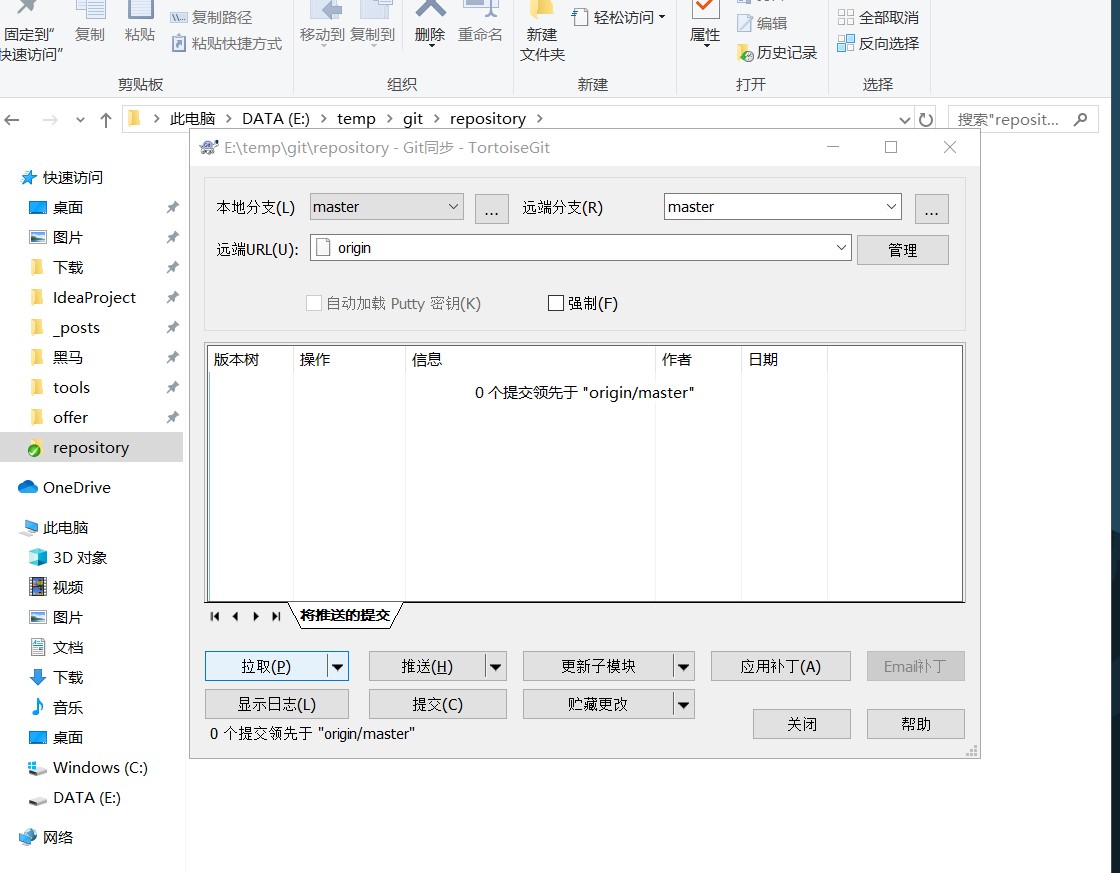 固定到"
快速访问"
复制
粘贴
复制路径
粘贴快捷方式
移动到
复制到
删除
重命名
新建
文件夹
轻松访问
属性
编辑
历史记录
全部取消
反向选择
剪贴板
组织
新建
打开
选择
此电脑 > DATA (E:) > temp > git > repository >
搜索"reposit...
E:\temp\git\repository - Git同步 - TortoiseGit
本地分支(L)
master
...
远端分支(R)
master
...
远端URL(U):
origin
管理
自动加载 Putty 密钥(K)
强制(F)
版本树
操作
信息
作者
日期
0 个提交领先于 "origin/master"
将推送的提交
拉取(P)
推送(H)
更新子模块
应用补丁(A)
Email补丁
显示日志(L)
提交(C)
贮藏更改
关闭
帮助
0 个提交领先于 "origin/master"
快速访问
桌面
图片
下载
IdeaProject
_posts
黑马
tools
offer
repository
OneDrive
此电脑
3D 对象
视频
图片
文档
下载
音乐
桌面
Windows (C:)
DATA (E:)
网络